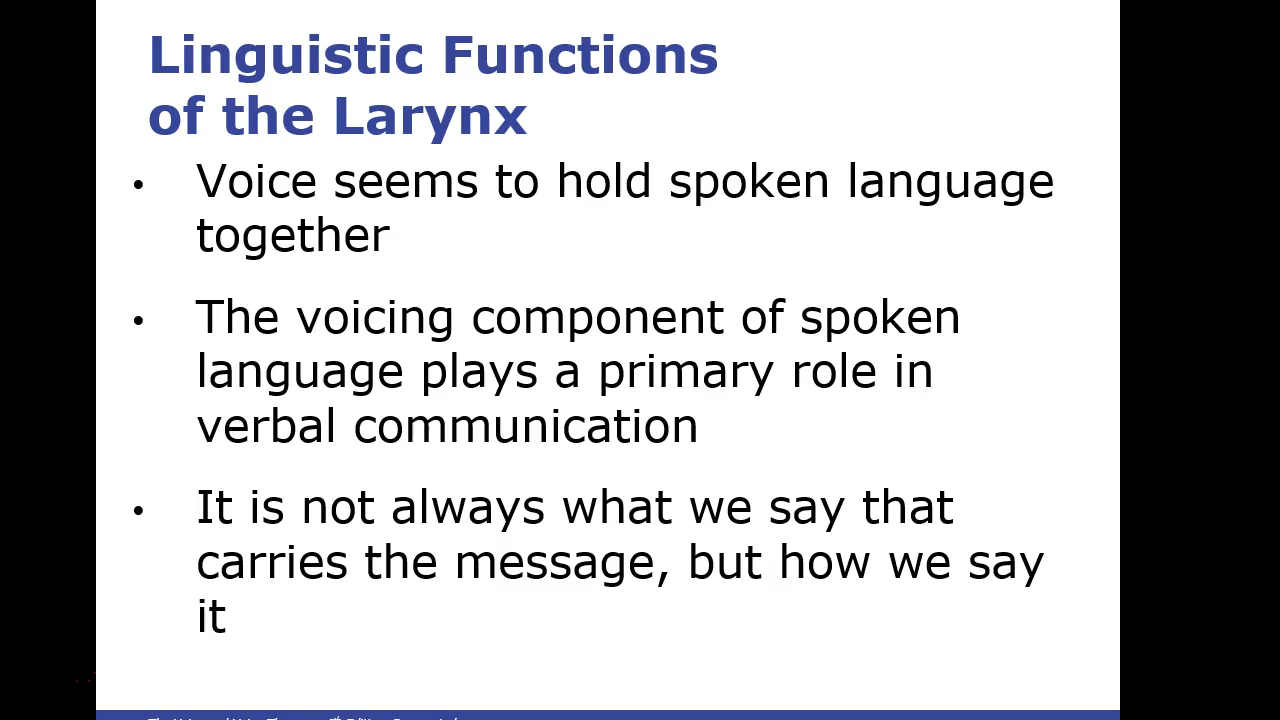 Linguistic Functions
of the Larynx
• Voice seems to hold spoken language
together
• The voicing component of spoken
language plays a primary role in
verbal communication
• It is not always what we say that
carries the message, but how we say
it